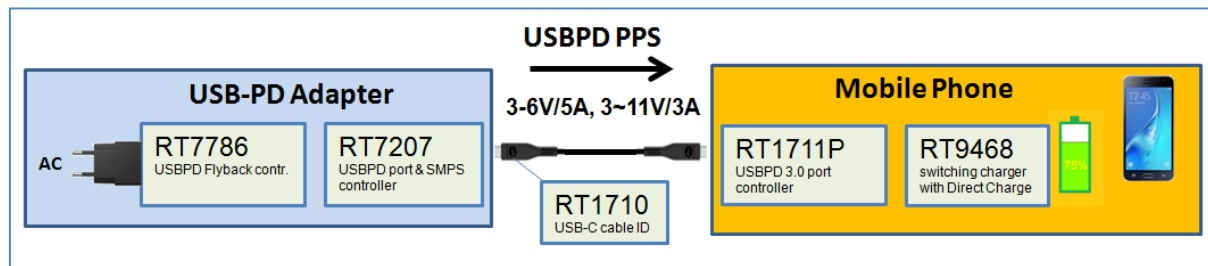 USBPD PPS
3-6V/5A, 3~11V/3A
USB-PD Adapter
AC
RT7786
USBPD Flyback contr.
RT7207
USBPD port & SMPS
controller
RT1710
USB-C cable ID
Mobile Phone
RT1711P
USBPD 3.0 port
controller
RT9468
switching charger
with Direct Charge
75%
12:45